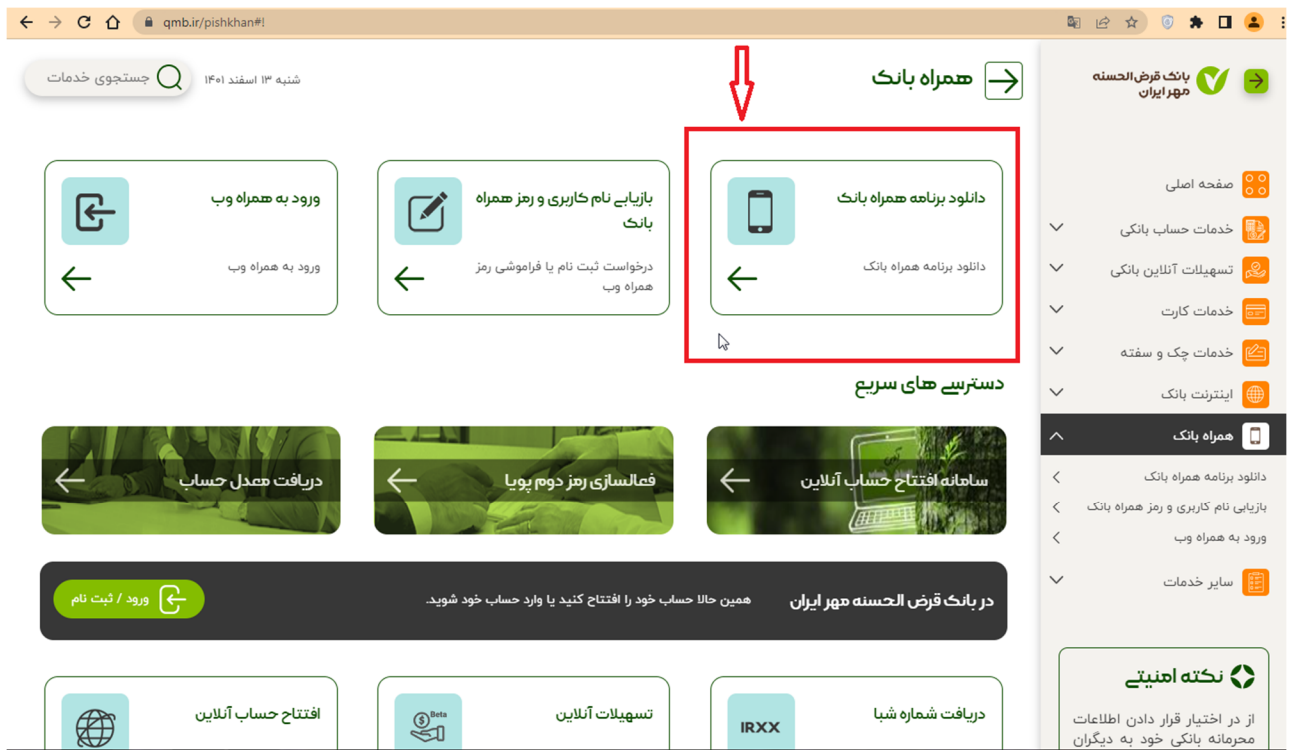 qmb.ir/pishkhan#!
بانک قرض الحسنه
مهر ایران
صفحه اصلی
خدمات حساب بانکی
تسهیلات آنلاین بانکی
خدمات کارت
خدمات چک و سفته
اینترنت بانک
همراه بانک
دانلود برنامه همراه بانک
بازیابی نام کاربری و رمز همراه بانک
ورود به همراه وب
سایر خدمات
نکته امنیتی
از در اختیار قرار دادن اطلاعات
محرمانه بانکی خود به دیگران
همراه بانک
شنبه ۱۳ اسفند ۱۴۰۱
جستجوی خدمات
دانلود برنامه همراه بانک
دانلود برنامه همراه بانک
بازیابی نام کاربری و رمز همراه
بانک
درخواست ثبت نام یا فراموشی رمز
همراه وب
ورود به همراه وب
ورود به همراه وب
دسترسی های سریع
سامانه افتتاح حساب آنلاین
فعالسازی رمز دوم پویا
دریافت معدل حساب
در بانک قرض الحسنه مهر ایران
همین حالا حساب خود را افتتاح کنید یا وارد حساب خود شوید.
ورود / ثبت نام
دریافت شماره شبا
IRXX
تسهیلات آنلاین
Beta
افتتاح حساب آنلاین